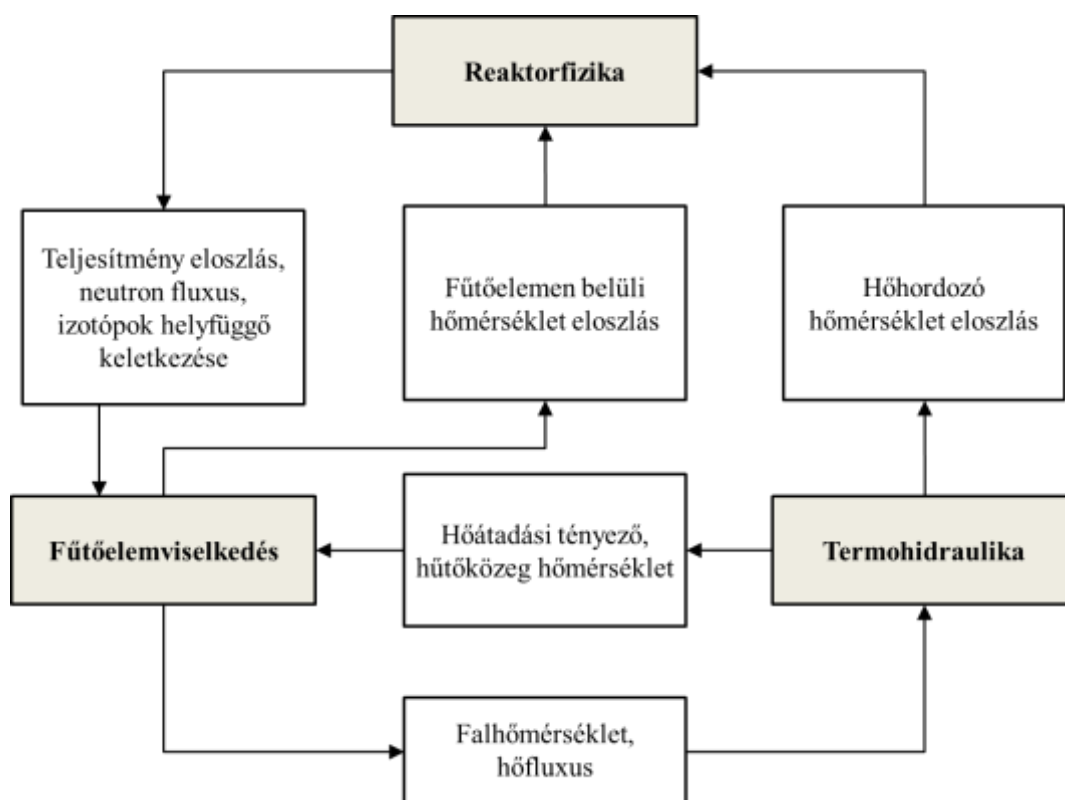 Reaktorfizika
Teljesítmény eloszlás,
neutron fluxus,
izotópok helyfüggő
keletkezése
Fűtőelemen belüli
hőmérséklet eloszlás
Hőhordozó
hőmérséklet eloszlás
Fűtőelemviselkedés
Hőátadási tényező,
hűtőközeg hőmérséklet
Termohidraulika
Falhőmérséklet,
hőfluxus